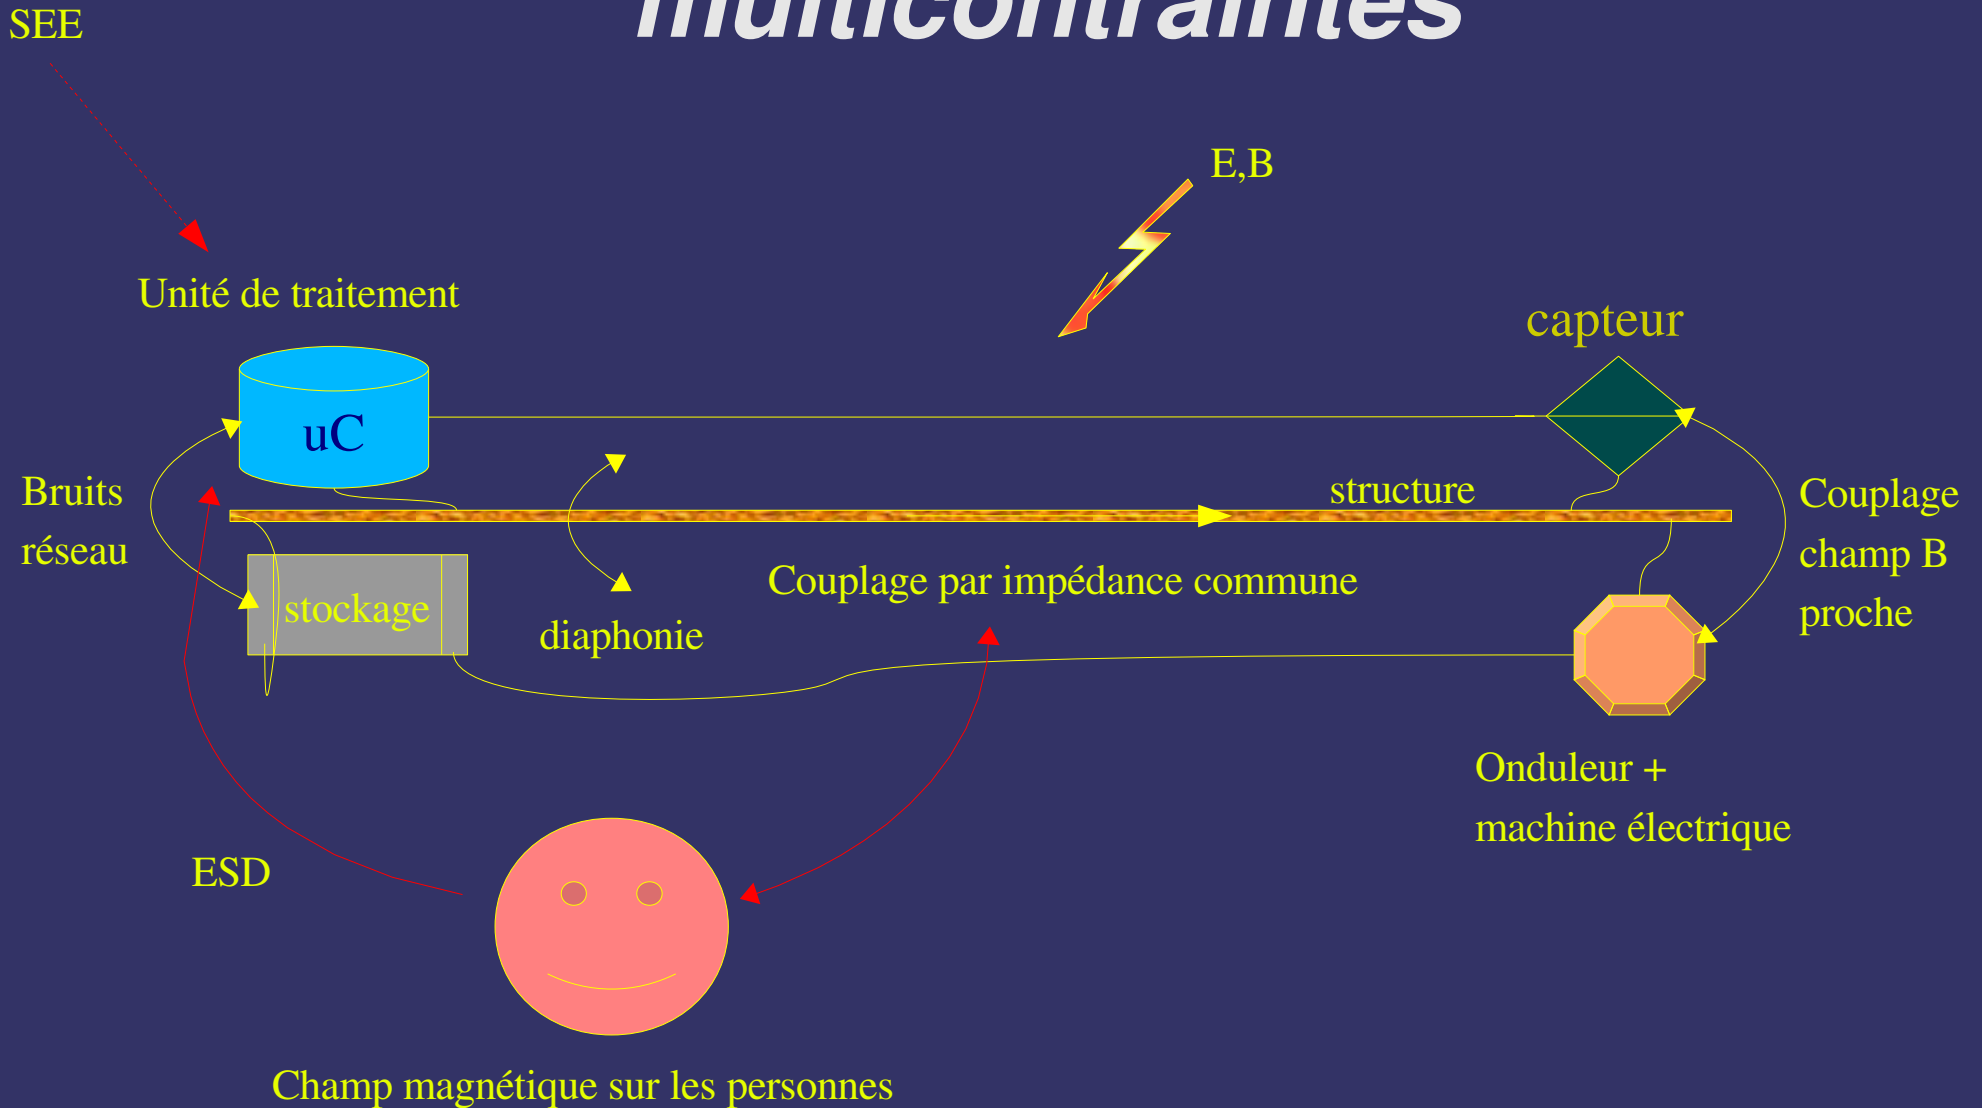 multicontraintes
SEE
E,B
Unité de traitement
capteur
uC
Bruits
réseau
structure
Couplage
champ B
proche
stockage
Couplage par impédance commune
diaphonie
Onduleur +
machine électrique
ESD
Champ magnétique sur les personnes